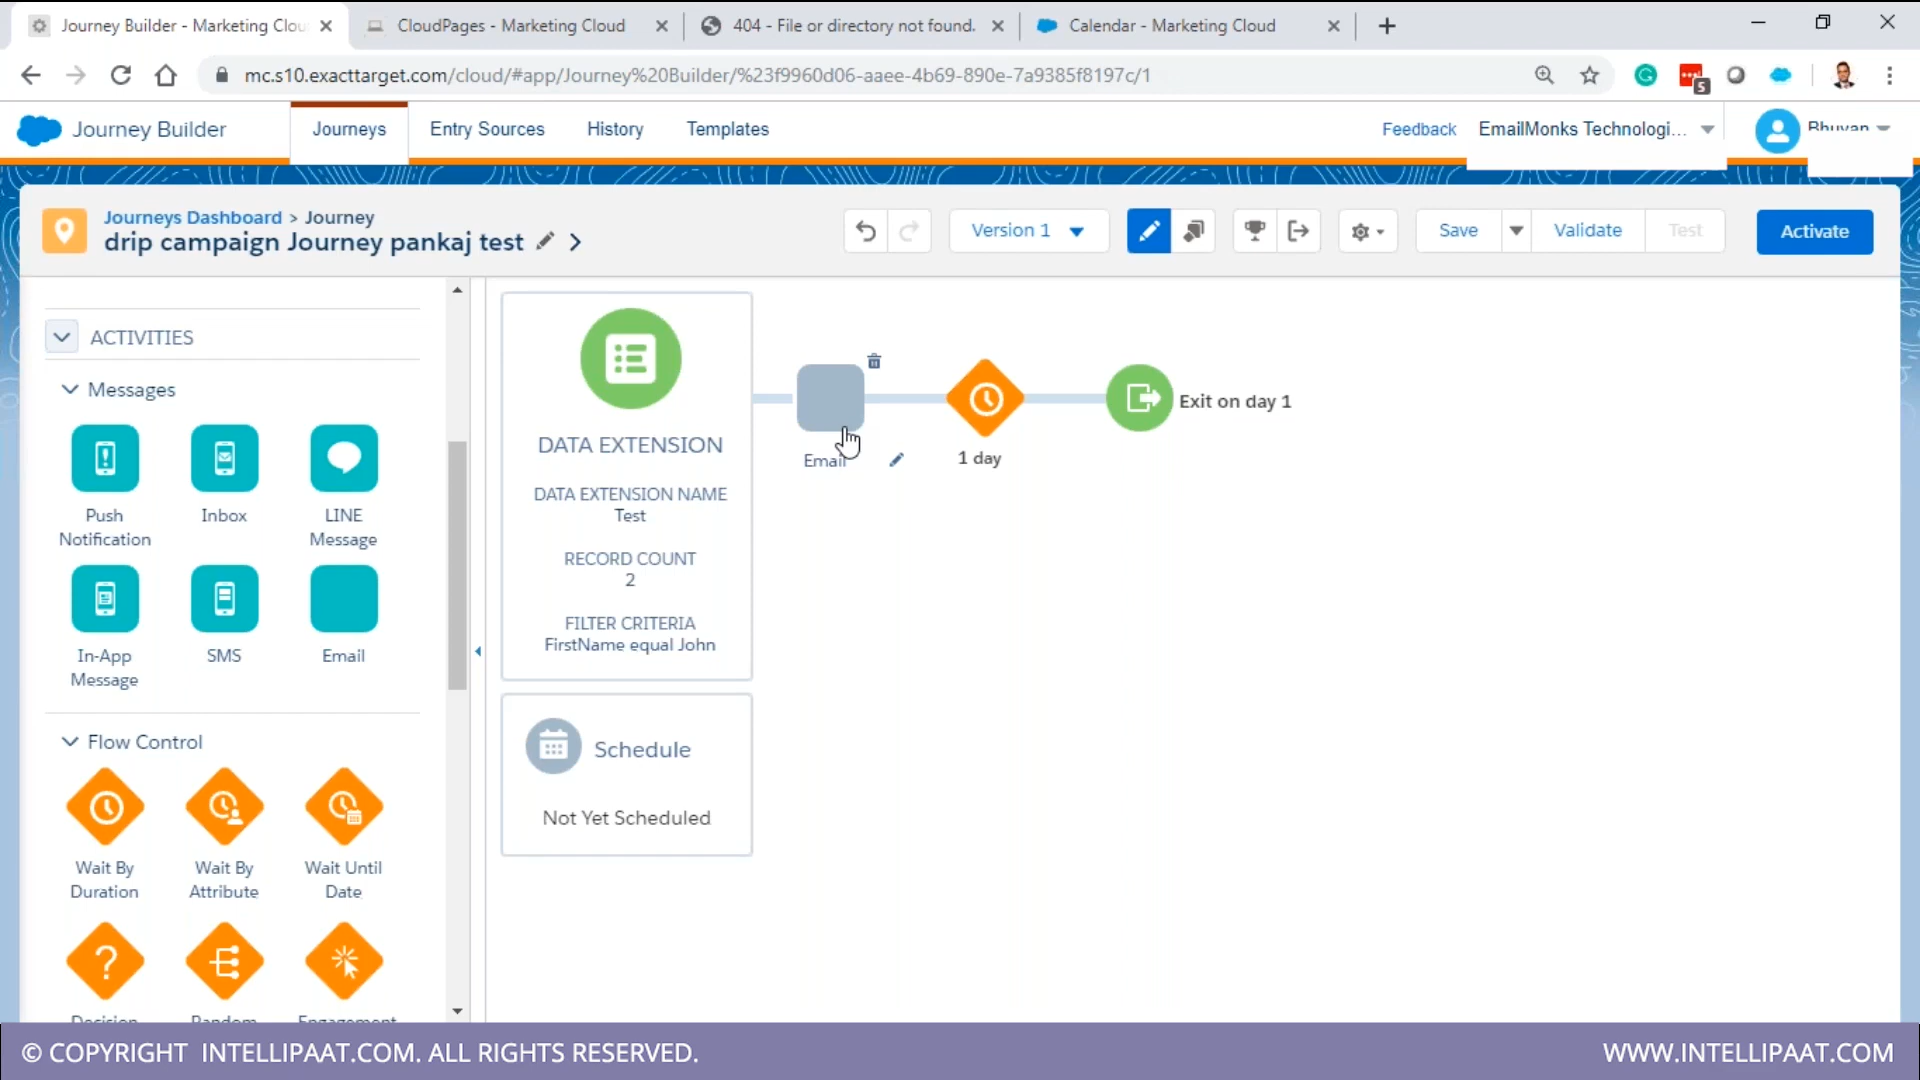 Journey Builder - Marketing Clou
CloudPages - Marketing Cloud
404 - File or directory not found.
Calendar - Marketing Cloud
mc.s10.exacttarget.com/cloud/#app/Journey%20Builder/%23f9960d06-aaee-4b69-890e-7a9385f8197c/1
S
Journey Builder
Journeys
Entry Sources
History
Templates
Feedback
EmailMonks Technologi...
Bhuvan
Journeys Dashboard > Journey
drip campaign Journey pankaj test
Version 1
Save
Validate
Test
Activate
ACTIVITIES
Messages
Push
Notification
Inbox
LINE
Message
In-App
Message
SMS
Email
Flow Control
Wait By
Duration
Wait By
Attribute
Wait Until
Date
Decision
Random
Engagement
DATA EXTENSION
DATA EXTENSION NAME
Test
RECORD COUNT
2
FILTER CRITERIA
FirstName equal John
Schedule
Not Yet Scheduled
Email
1 day
Exit on day 1
© COPYRIGHT INTELLIPAAT.COM. ALL RIGHTS RESERVED.
WWW.INTELLIPAAT.COM